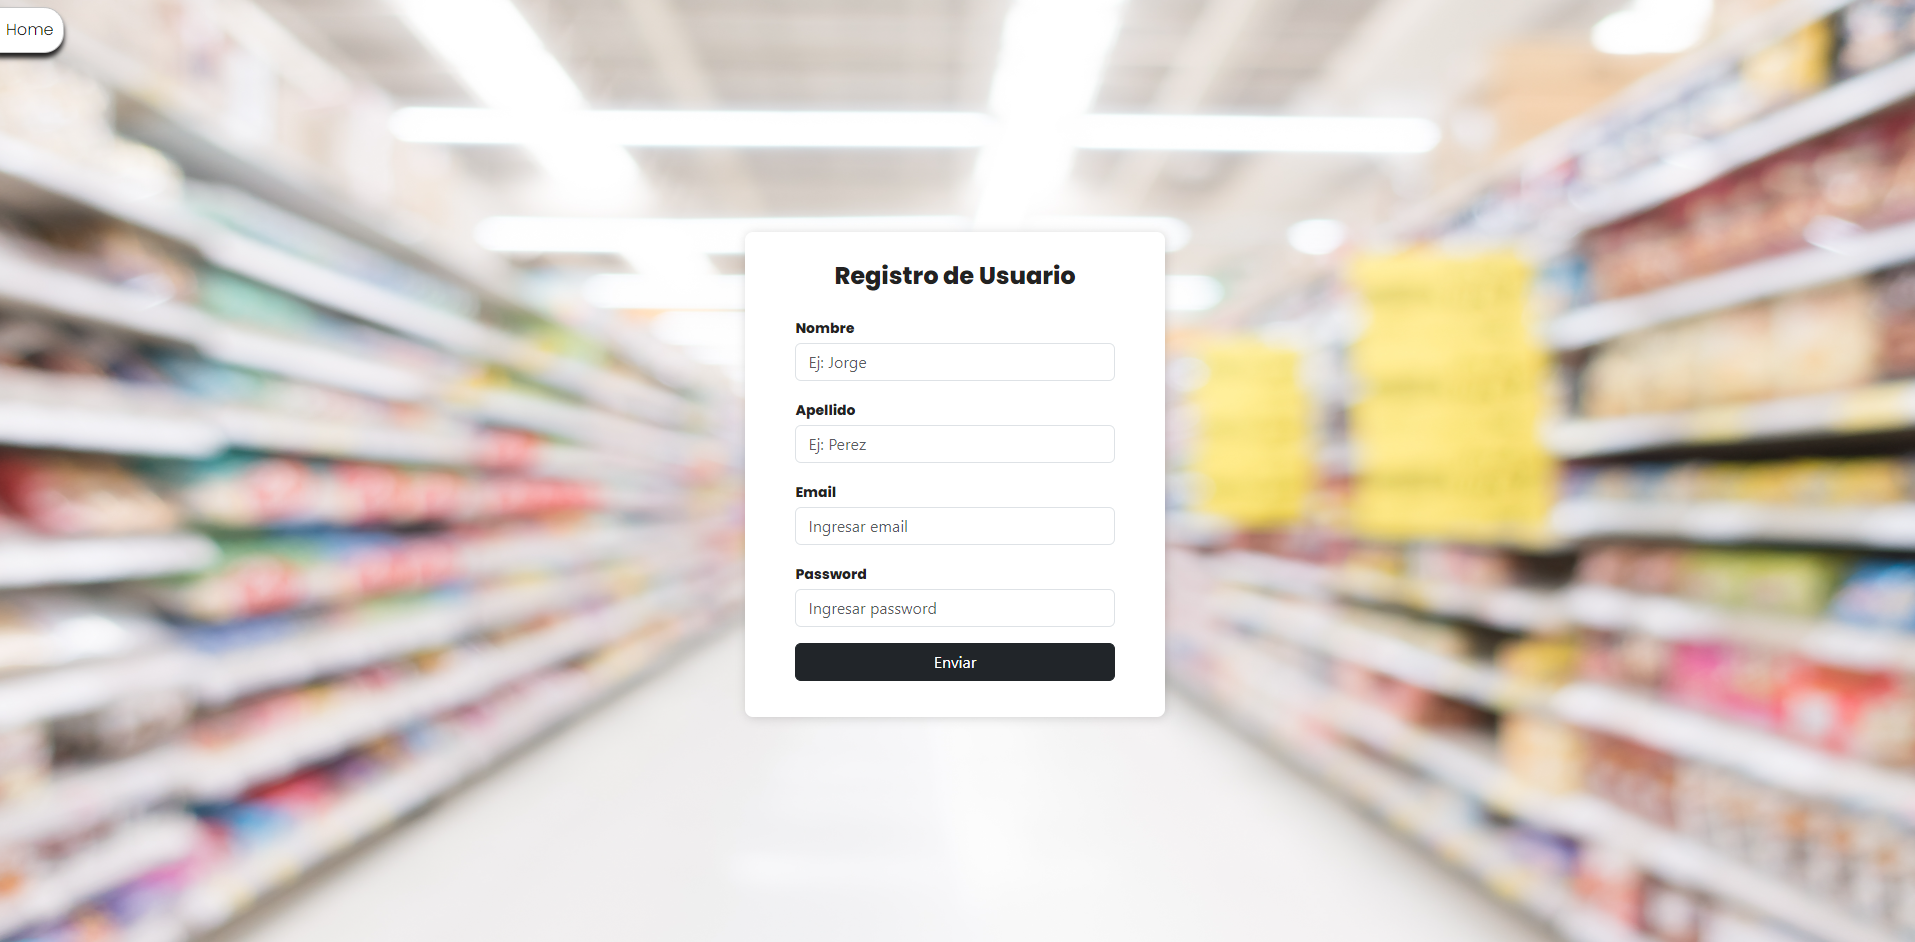 Home
Registro de Usuario
Nombre
Ej: Jorge
Apellido
Ej: Perez
Email
Ingresar email
Password
Ingresar password
Enviar